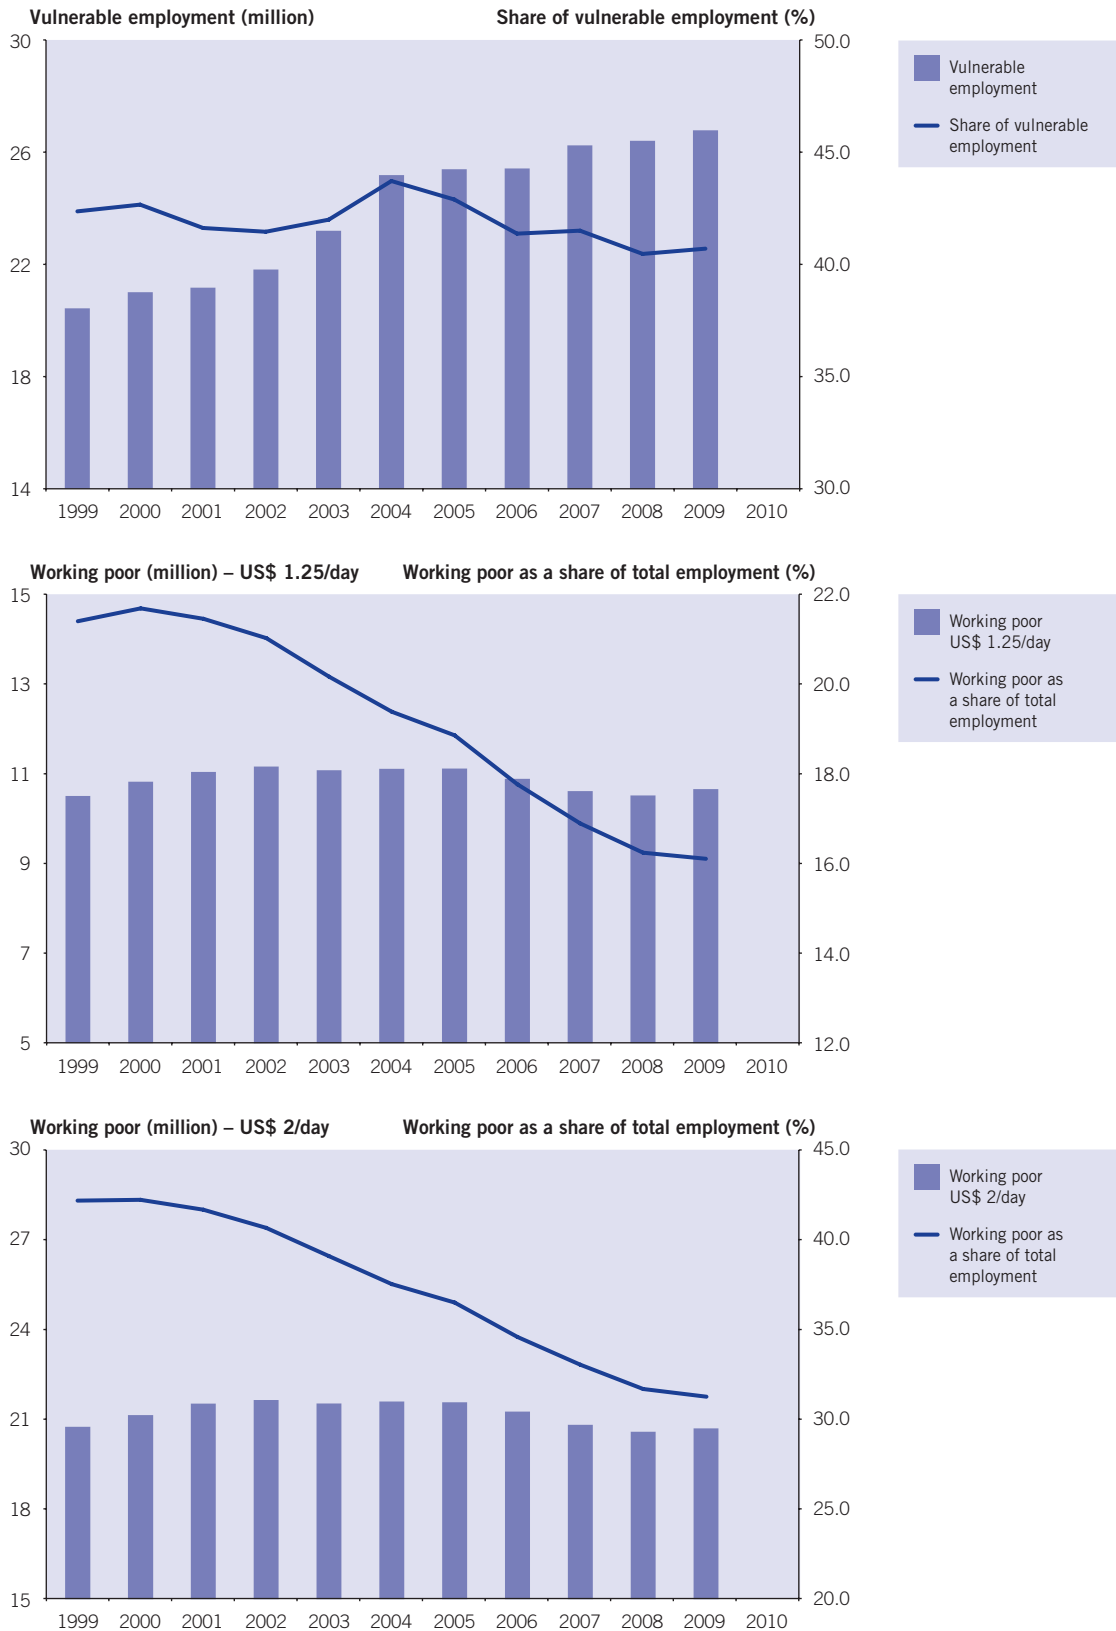 Vulnerable employment (million)
Share of vulnerable employment (%)
30
26
22
18
14
50.0
45.0
40.0
35.0
30.0
1999 2000 2001 2002 2003 2004 2005 2006 2007 2008 2009 2010
Vulnerable
employment
Share of vulnerable
employment
Working poor (million) – US$ 1.25/day
Working poor as a share of total employment (%)
15
13
11
9
7
5
22.0
20.0
18.0
16.0
14.0
12.0
1999 2000 2001 2002 2003 2004 2005 2006 2007 2008 2009 2010
Working poor
US$ 1.25/day
Working poor as
a share of total
employment
Working poor (million) – US$ 2/day
Working poor as a share of total employment (%)
30
27
24
21
18
15
45.0
40.0
35.0
30.0
25.0
20.0
1999 2000 2001 2002 2003 2004 2005 2006 2007 2008 2009 2010
Working poor
US$ 2/day
Working poor as
a share of total
employment